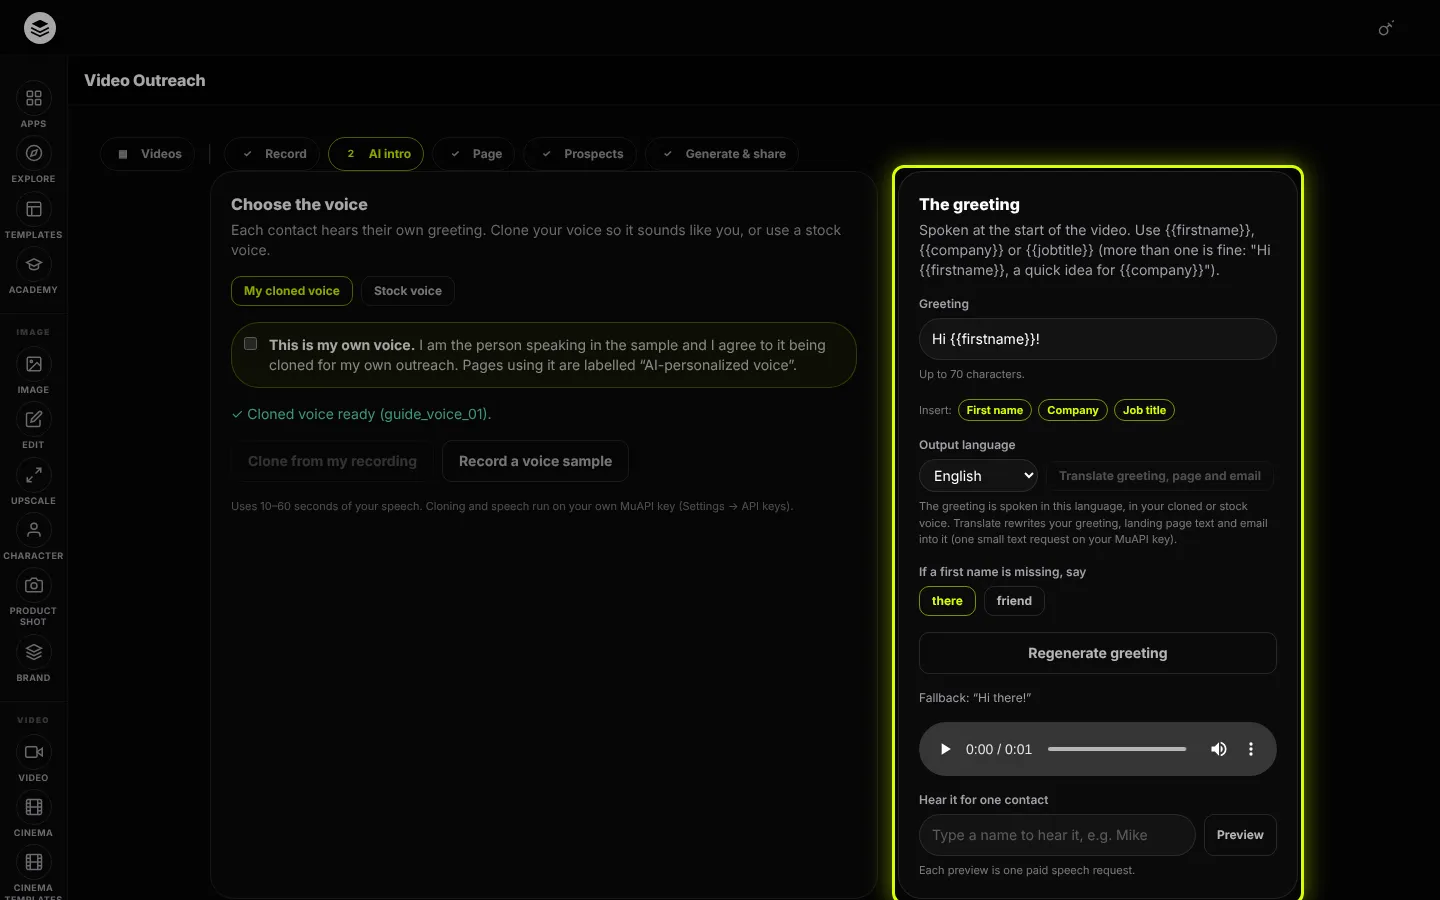 Video Outreach
APPS
EXPLORE
TEMPLATES
ACADEMY
IMAGE
IMAGE
EDIT
UPSCALE
CHARACTER
PRODUCT
SHOT
BRAND
VIDEO
VIDEO
CINEMA
CINEMA
TEMPLATES
Videos
Record
2 AI intro
Page
Prospects
Generate & share
Choose the voice
Each contact hears their own greeting. Clone your voice so it sounds like you, or use a stock
voice.
My cloned voice
Stock voice
This is my own voice. I am the person speaking in the sample and I agree to it being
cloned for my own outreach. Pages using it are labelled “AI-personalized voice”.
✓ Cloned voice ready (guide_voice_01).
Clone from my recording
Record a voice sample
Uses 10–60 seconds of your speech. Cloning and speech run on your own MuAPI key (Settings → API keys).
The greeting
Spoken at the start of the video. Use {{firstname}},
{{company}} or {{jobtitle}} (more than one is fine: "Hi
{{firstname}}, a quick idea for {{company}}").
Greeting
Hi {{firstname}}!
Up to 70 characters.
Insert: First name Company Job title
Output language
English
Translate greeting, page and email
The greeting is spoken in this language, in your cloned or stock
voice. Translate rewrites your greeting, landing page text and email
into it (one small text request on your MuAPI key).
If a first name is missing, say
there
friend
Regenerate greeting
Fallback: “Hi there!”
0:00 / 0:01
Hear it for one contact
Type a name to hear it, e.g. Mike
Preview
Each preview is one paid speech request.